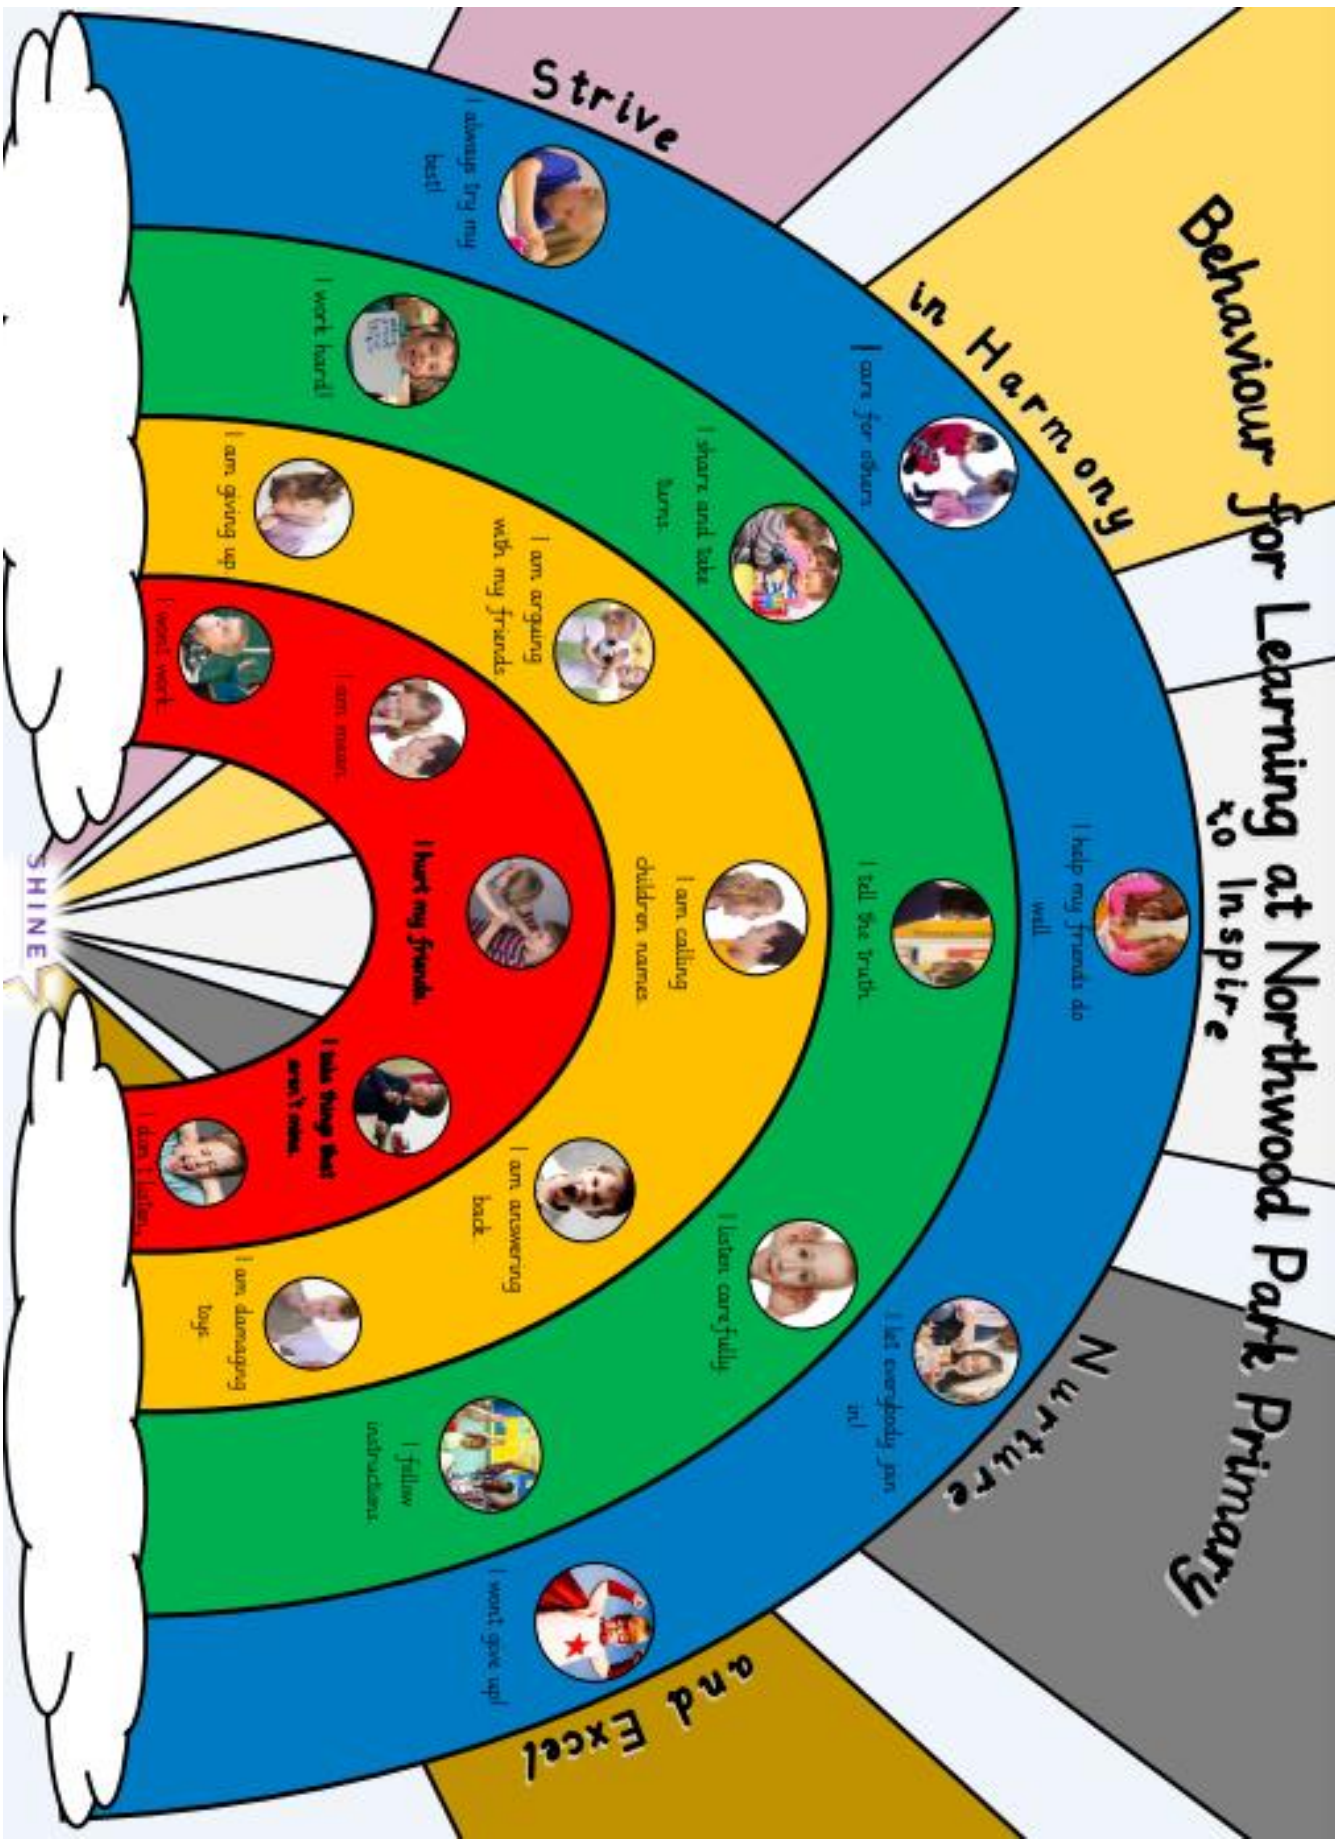 Behaviour for Learning at Northwood Park Primary
Strive
in Harmony
to Inspire
Nurture
and Excel
I always try my
best!
I care for others.
I help my friends do
well
I let everybody join
in!
I won't give up!
I work hard!
I share and take
turns.
I tell the truth.
I listen carefully.
I follow
instructions.
I am giving up.
I am arguing
with my friends
I am calling
children names.
I am answering
back.
I am damaging
toys.
I won't work.
I am mean.
I hurt my friends.
I take things that
aren't mine.
I don't listen.
SHINE